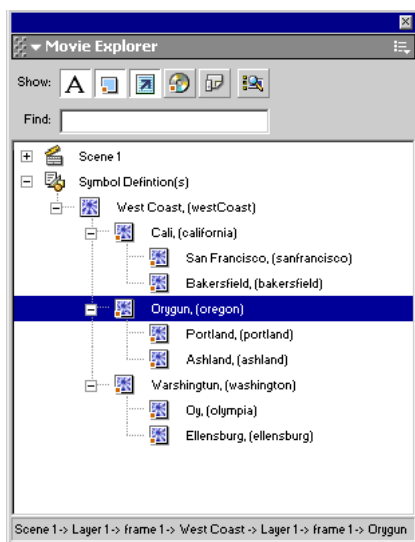 Movie Explorer
Show: A
Find:
Scene 1
Symbol Defintion(s)
West Coast, (westCoast)
Cali, (california)
San Francisco, (sanfrancisco)
Bakersfield, (bakersfield)
Orygun, (oregon)
Portland, (portland)
Ashland, (ashland)
Warshingtun, (washington)
Oy, (olympia)
Ellensburg, (ellensburg)
Scene 1-> Layer 1-> frame 1-> West Coast -> Layer 1-> frame 1-> Orygun